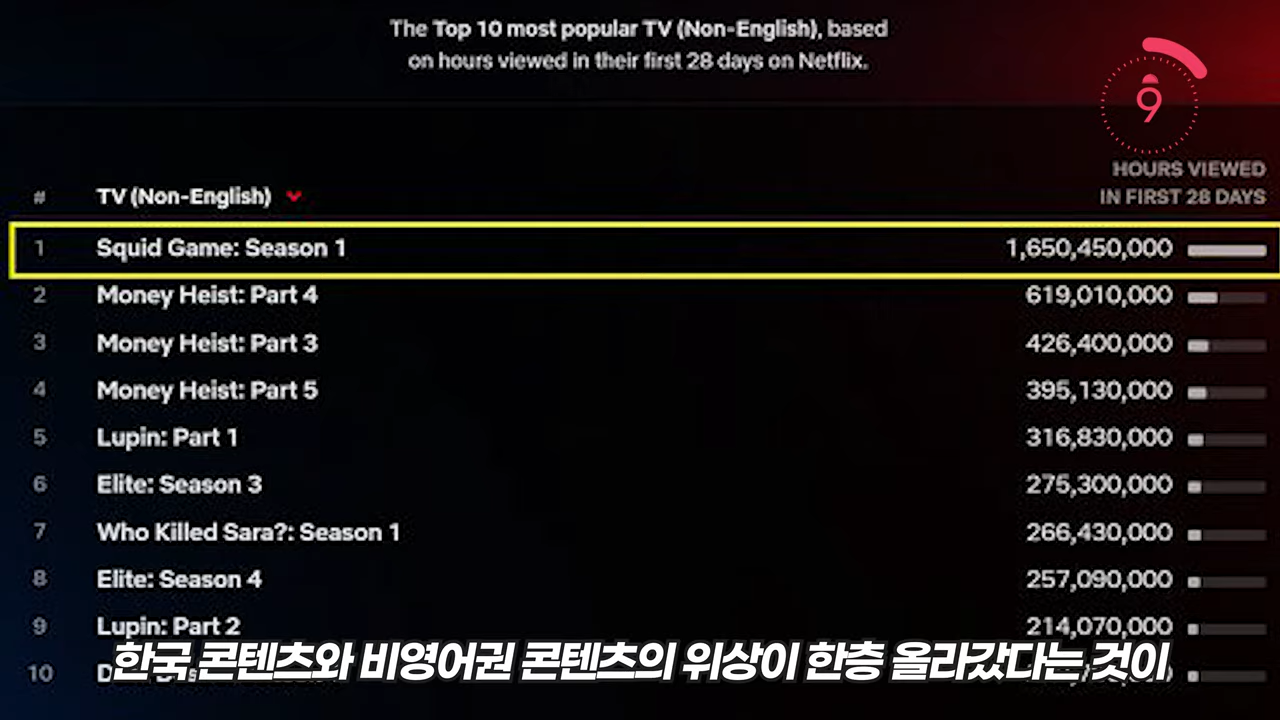 The Top 10 most popular TV (Non-English), based
on hours viewed in their first 28 days on Netflix.
9
HOURS VIEWED
IN FIRST 28 DAYS
# TV (Non-English)
1 Squid Game: Season 1 1,650,450,000
2 Money Heist: Part 4 619,010,000
3 Money Heist: Part 3 426,400,000
4 Money Heist: Part 5 395,130,000
5 Lupin: Part 1 316,830,000
6 Elite: Season 3 275,300,000
7 Who Killed Sara?: Season 1 266,430,000
8 Elite: Season 4 257,090,000
9 Lupin: Part 2 214,070,000
10
한국 콘텐츠와 비영어권 콘텐츠의 위상이 한층 올라갔다는 것이